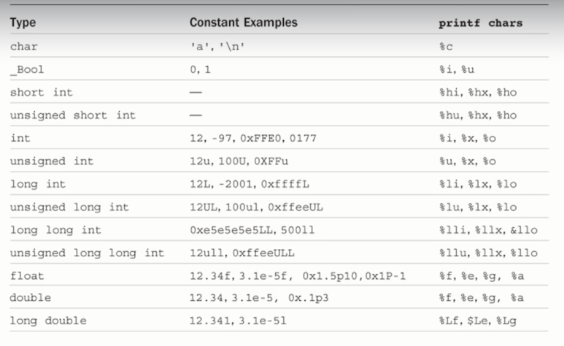 Type Constant Examples printf chars
char 'a', '\n' %c
_Bool 0, 1 %i, %u
short int — %hi, %hx, %ho
unsigned short int — %hu, %hx, %ho
int 12, -97, 0xFFE0, 0177 %i, %x, %o
unsigned int 12u, 100U, 0XFFu %u, %x, %o
long int 12L, -2001, 0xffffL %li, %lx, %lo
unsigned long int 12UL, 100ul, 0xffeeUL %lu, %lx, %lo
long long int 0xe5e5e5e5LL, 500ll %lli, %llx, &llo
unsigned long long int 12ull, 0xffeeULL %llu, %llx, %llo
float 12.34f, 3.1e-5f, 0x1.5p10, 0x1P-1 %f, %e, %g, %a
double 12.34, 3.1e-5, 0x.1p3 %f, %e, %g, %a
long double 12.34l, 3.1e-5l %Lf, $Le, %Lg